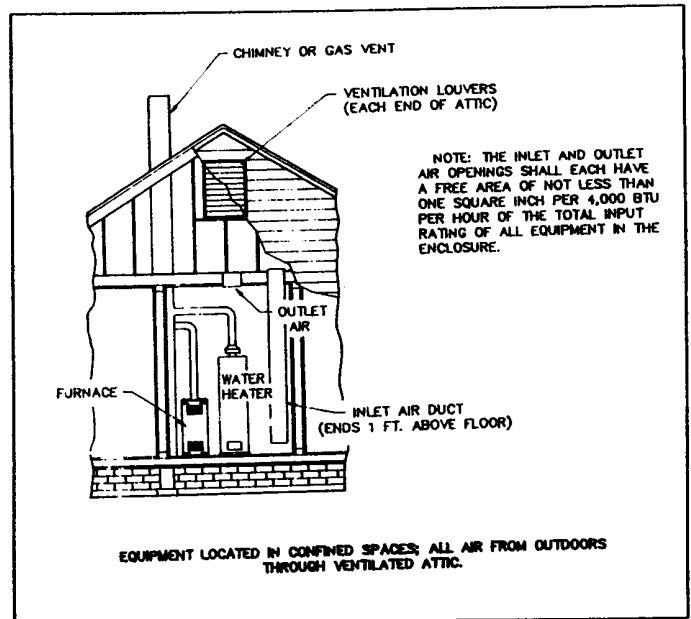 CHIMNEY OR GAS VENT
VENTILATION LOUVERS
(EACH END OF ATTIC)
NOTE: THE INLET AND OUTLET
AIR OPENINGS SHALL EACH HAVE
A FREE AREA OF NOT LESS THAN
ONE SQUARE INCH PER 4,000 BTU
PER HOUR OF THE TOTAL INPUT
RATING OF ALL EQUIPMENT IN THE
ENCLOSURE.
OUTLET
AIR
WATER
HEATER
FURNACE
INLET AIR DUCT
(ENDS 1 FT. ABOVE FLOOR)
EQUIPMENT LOCATED IN CONFINED SPACES; ALL AIR FROM OUTDOORS
THROUGH VENTILATED ATTIC.